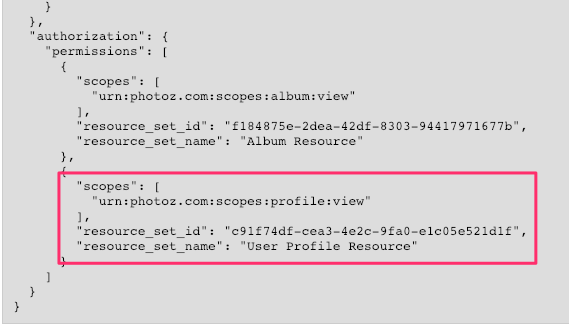 }
},
"authorization": {
"permissions": [
{
"scopes": [
"urn:photoz.com:scopes:album:view"
],
"resource_set_id": "f184875e-2dea-42df-8303-94417971677b",
"resource_set_name": "Album Resource"
},
{
"scopes": [
"urn:photoz.com:scopes:profile:view"
],
"resource_set_id": "c91f74df-cea3-4e2c-9fa0-e1c05e521d1f",
"resource_set_name": "User Profile Resource"
}
]
}
}